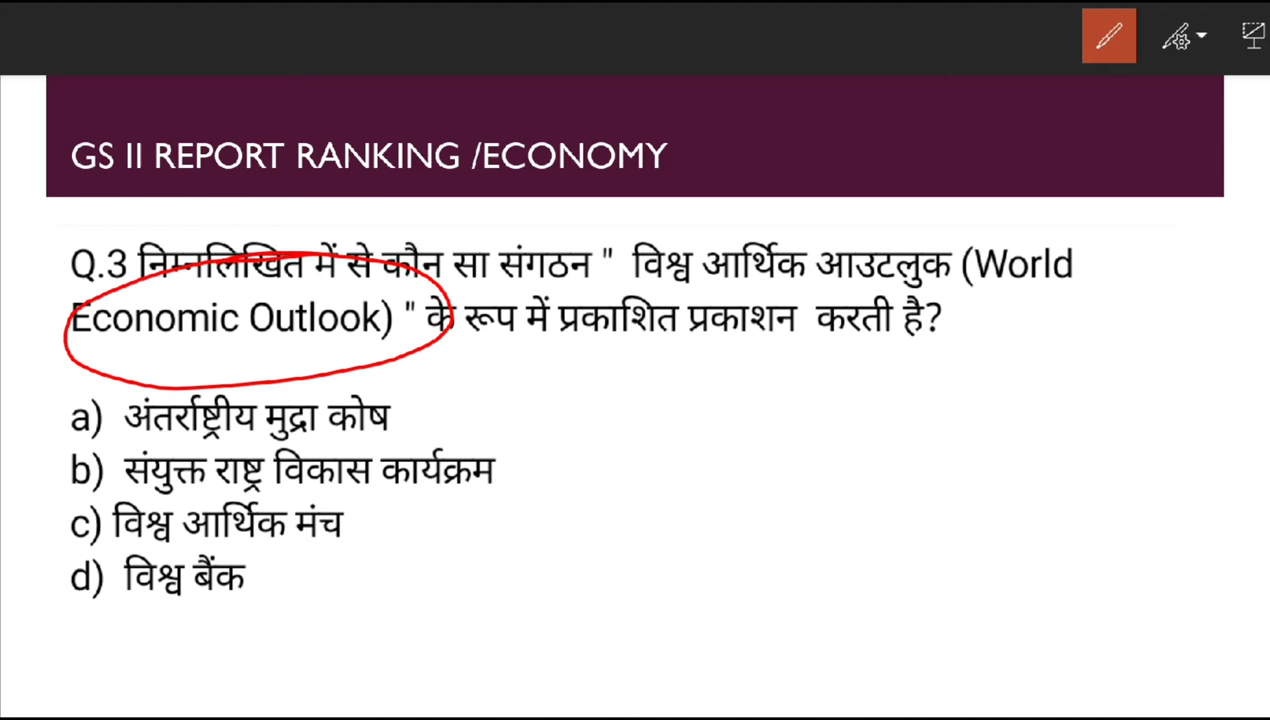 GS II REPORT RANKING /ECONOMY
Q.3 निम्नलिखित में से कौन सा संगठन " विश्व आर्थिक आउटलुक (World
Economic Outlook) " के रूप में प्रकाशित प्रकाशन करती है?
a) अंतर्राष्ट्रीय मुद्रा कोष
b) संयुक्त राष्ट्र विकास कार्यक्रम
c) विश्व आर्थिक मंच
d) विश्व बैंक